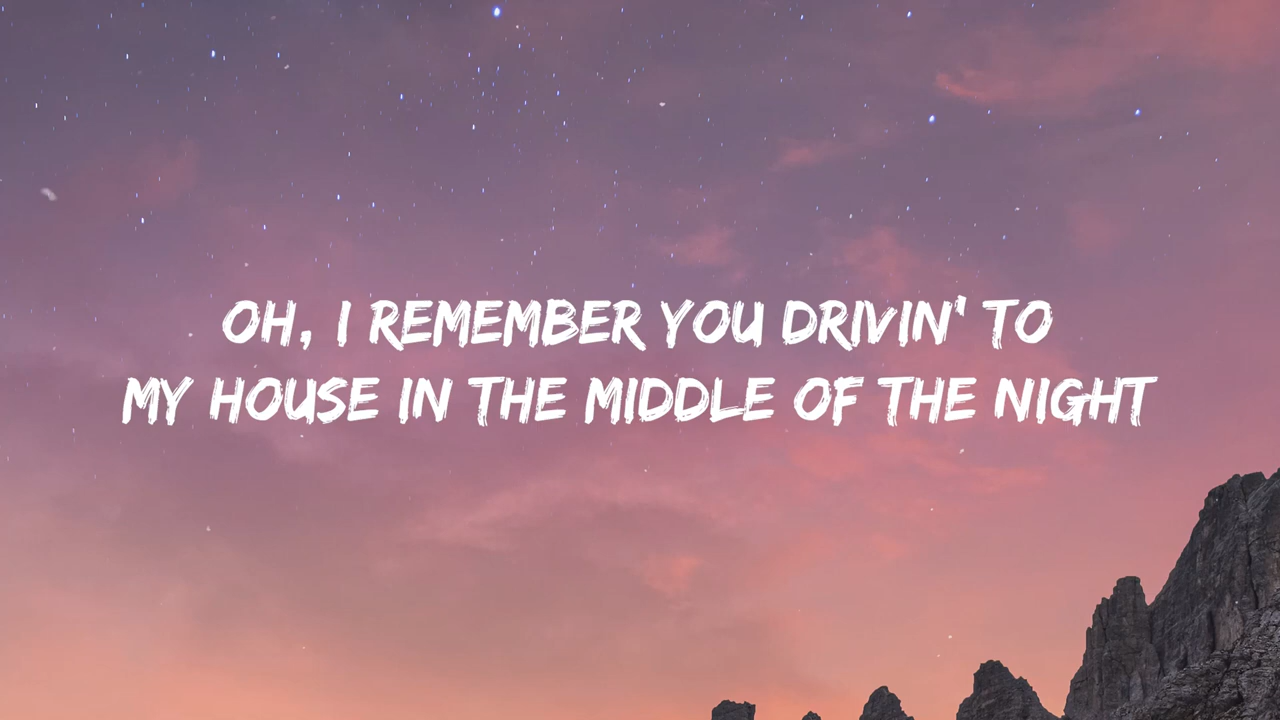 OH, I REMEMBER YOU DRIVIN' TO
MY HOUSE IN THE MIDDLE OF THE NIGHT